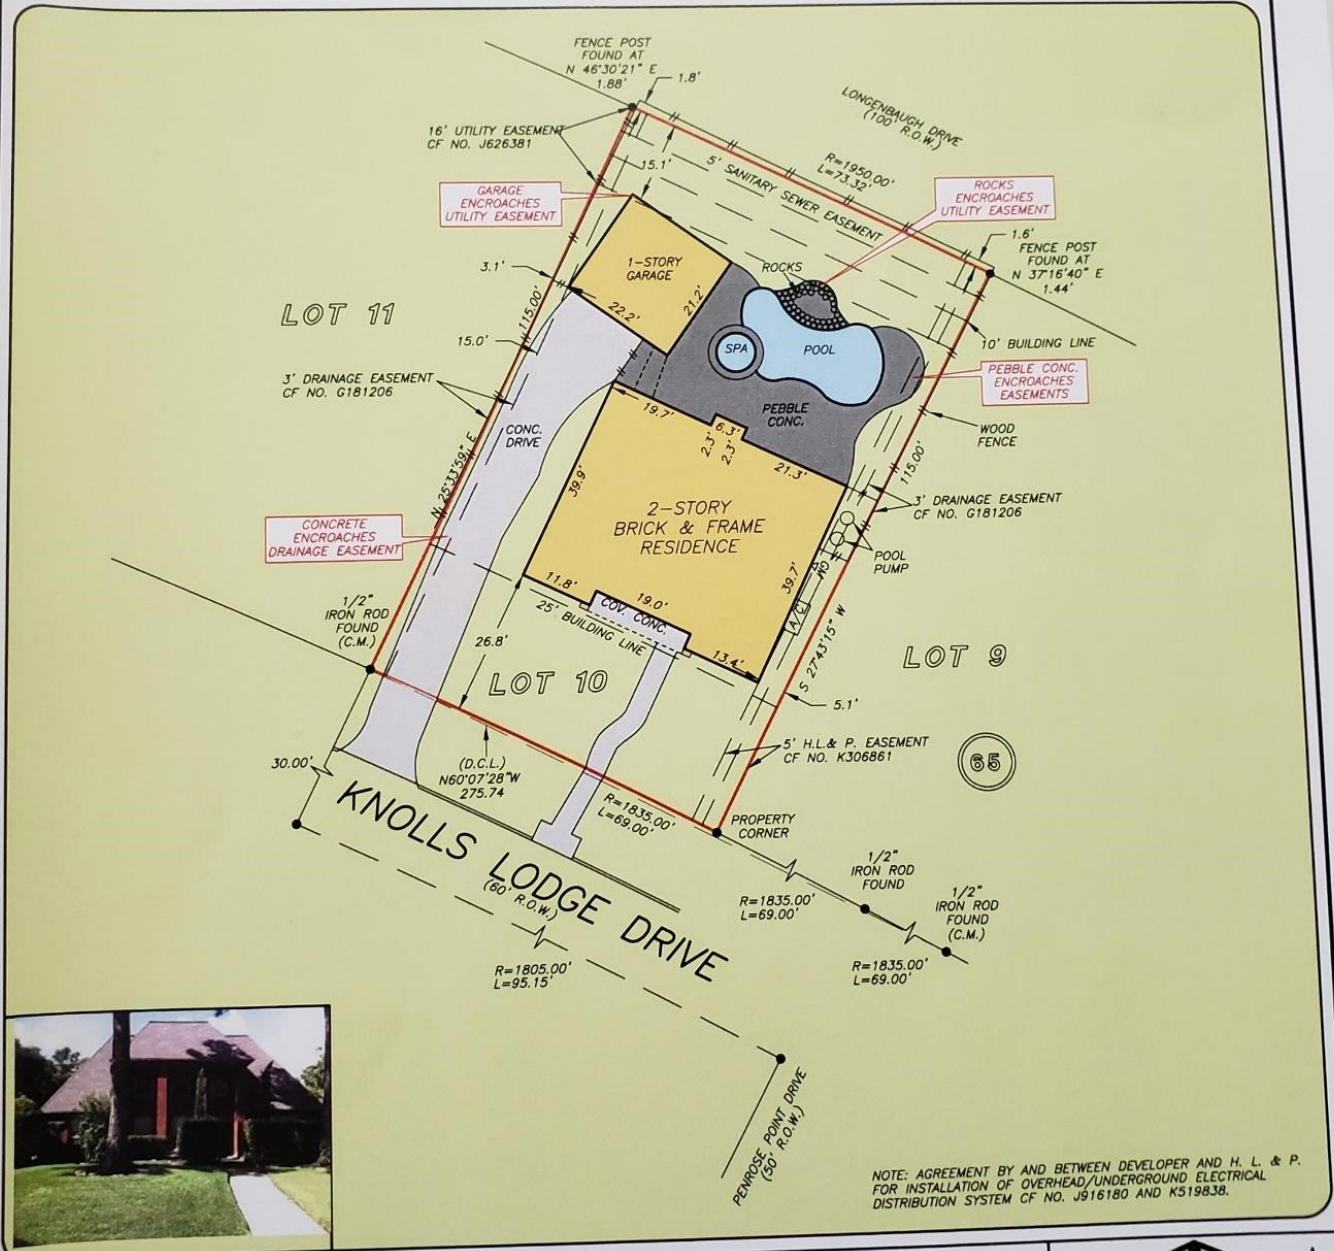 FENCE POST
FOUND AT
N 46°30'21" E
1.88'
1.8'
LONGENBAUGH DRIVE
(100' R.O.W.)
16' UTILITY EASEMENT
CF NO. J626381
15.1'
5' SANITARY SEWER EASEMENT
R=1950.00'
L=73.32'
GARAGE
ENCROACHES
UTILITY EASEMENT
ROCKS
ENCROACHES
UTILITY EASEMENT
1.6'
FENCE POST
FOUND AT
N 37°16'40" E
1.44'
3.1'
1-STORY
GARAGE
ROCKS
22.2'
21.2'
LOT 11
115.00'
15.0'
SPA
POOL
10' BUILDING LINE
3' DRAINAGE EASEMENT
CF NO. G181206
PEBBLE CONC.
ENCROACHES
EASEMENTS
CONC.
DRIVE
19.7'
6.3'
2.3'
2.3'
PEBBLE
CONC.
21.3'
WOOD
FENCE
115.00'
N 25°33'59" E
39.9'
3' DRAINAGE EASEMENT
CF NO. G181206
2-STORY
BRICK & FRAME
RESIDENCE
CONCRETE
ENCROACHES
DRAINAGE EASEMENT
POOL
PUMP
GM
39.7'
A/C
11.8'
19.0'
COV. CONC.
25' BUILDING LINE
13.4'
S 27°43'15" W
1/2"
IRON ROD
FOUND
(C.M.)
26.8'
LOT 10
LOT 9
5.1'
5' H.L.& P. EASEMENT
CF NO. K306861
65
30.00'
(D.C.L.)
N60°07'28"W
275.74
R=1835.00'
L=69.00'
PROPERTY
CORNER
KNOLLS LODGE DRIVE
(60' R.O.W.)
1/2"
IRON ROD
FOUND
1/2"
IRON ROD
FOUND
(C.M.)
R=1835.00'
L=69.00'
R=1835.00'
L=69.00'
R=1805.00'
L=95.15'
PENROSE POINT DRIVE
(50' R.O.W.)
NOTE: AGREEMENT BY AND BETWEEN DEVELOPER AND H. L. & P.
FOR INSTALLATION OF OVERHEAD/UNDERGROUND ELECTRICAL
DISTRIBUTION SYSTEM CF NO. J916180 AND K519838.